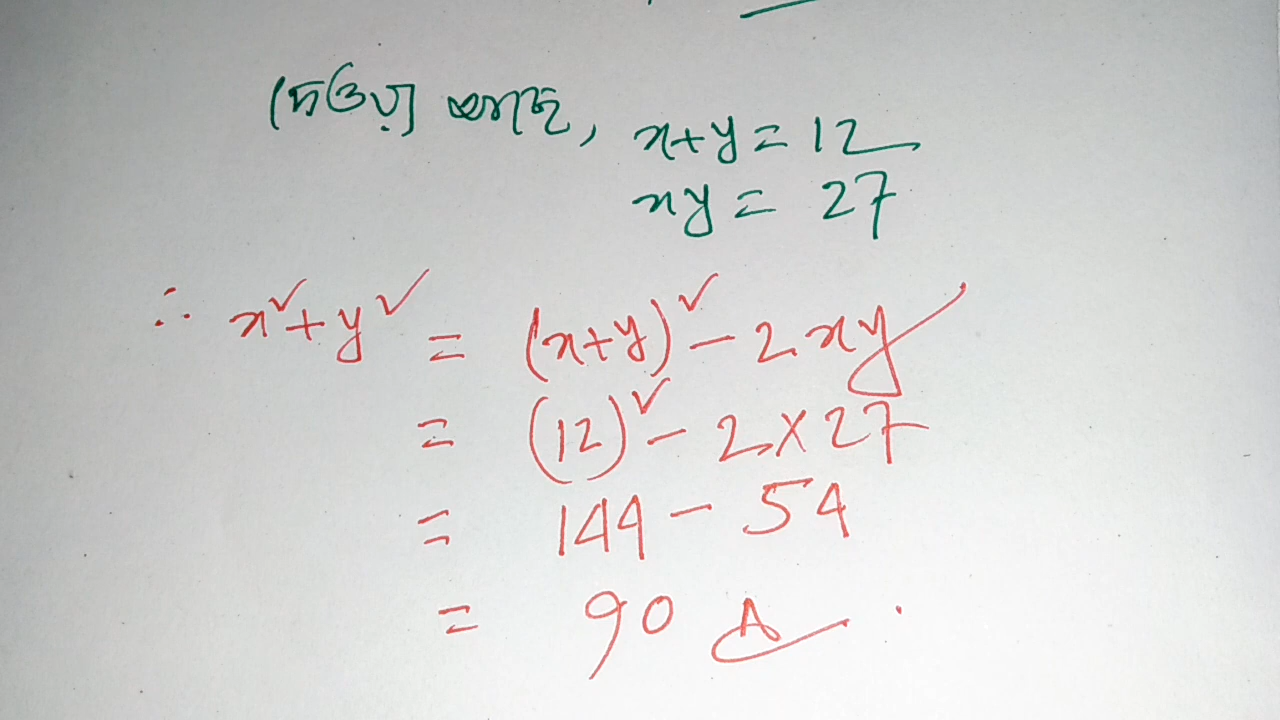 দেওয়া আছে, x+y = 12
xy = 27
∴ x²+y² = (x+y)² - 2xy
= (12)² - 2×27
= 144 - 54
= 90 A